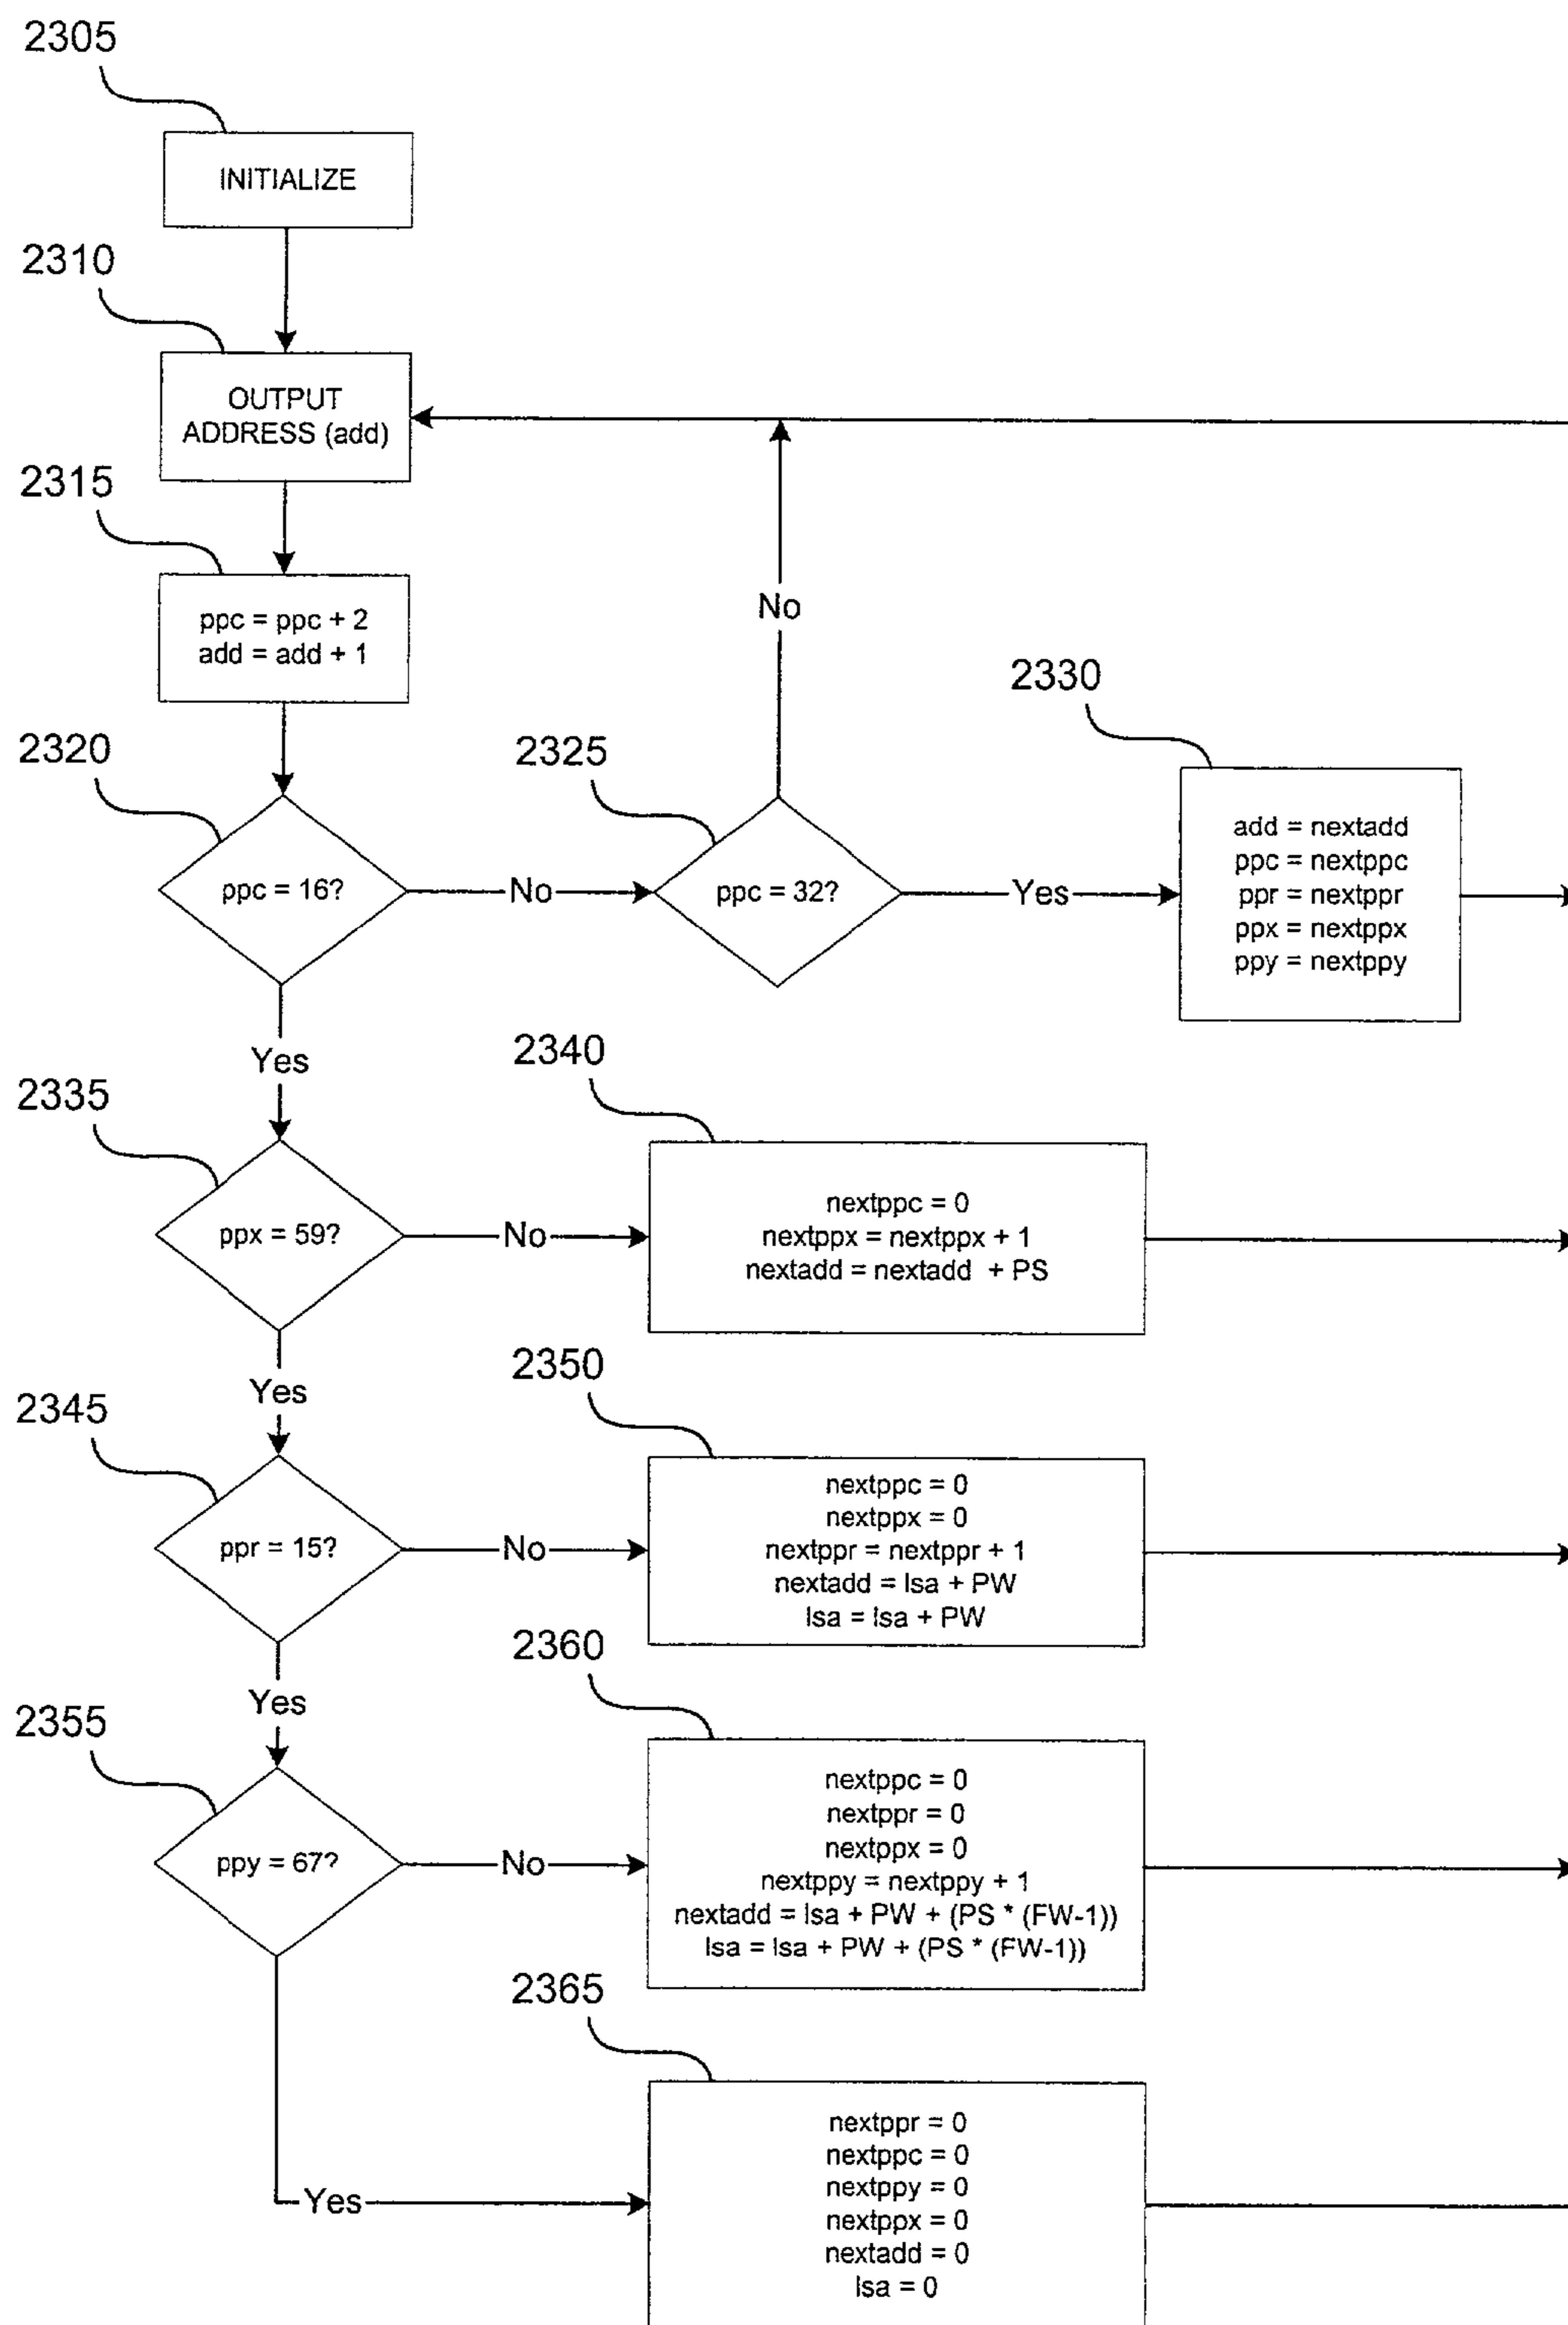 2305
INITIALIZE
2310
OUTPUT
ADDRESS (add)
2315
ppc = ppc + 2
add = add + 1
2320
ppc = 16?
No
2325
ppc = 32?
No
Yes
2330
add = nextadd
ppc = nextppc
ppr = nextppr
ppx = nextppx
ppy = nextppy
Yes
2335
ppx = 59?
No
2340
nextppc = 0
nextppx = nextppx + 1
nextadd = nextadd + PS
Yes
2345
ppr = 15?
No
2350
nextppc = 0
nextppx = 0
nextppr = nextppr + 1
nextadd = lsa + PW
lsa = lsa + PW
Yes
2355
ppy = 67?
No
2360
nextppc = 0
nextppr = 0
nextppx = 0
nextppy = nextppy + 1
nextadd = lsa + PW + (PS * (FW-1))
lsa = lsa + PW + (PS * (FW-1))
Yes
2365
nextppr = 0
nextppc = 0
nextppy = 0
nextppx = 0
nextadd = 0
lsa = 0